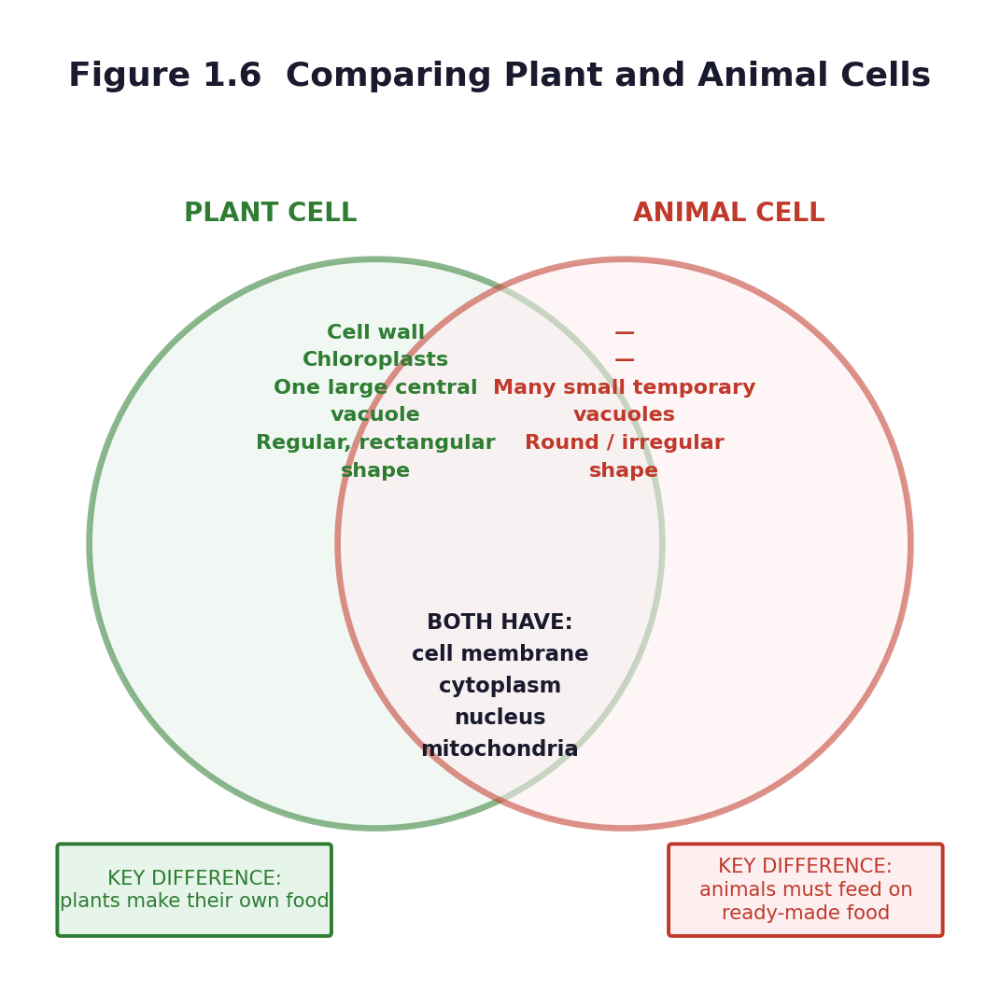 Figure 1.6  Comparing Plant and Animal Cells
PLANT CELL
ANIMAL CELL
Cell wall
Chloroplasts
One large central
vacuole
Regular, rectangular
shape
—
—
Many small temporary
vacuoles
Round / irregular
shape
BOTH HAVE:
cell membrane
cytoplasm
nucleus
mitochondria
KEY DIFFERENCE:
plants make their own food
KEY DIFFERENCE:
animals must feed on
ready-made food